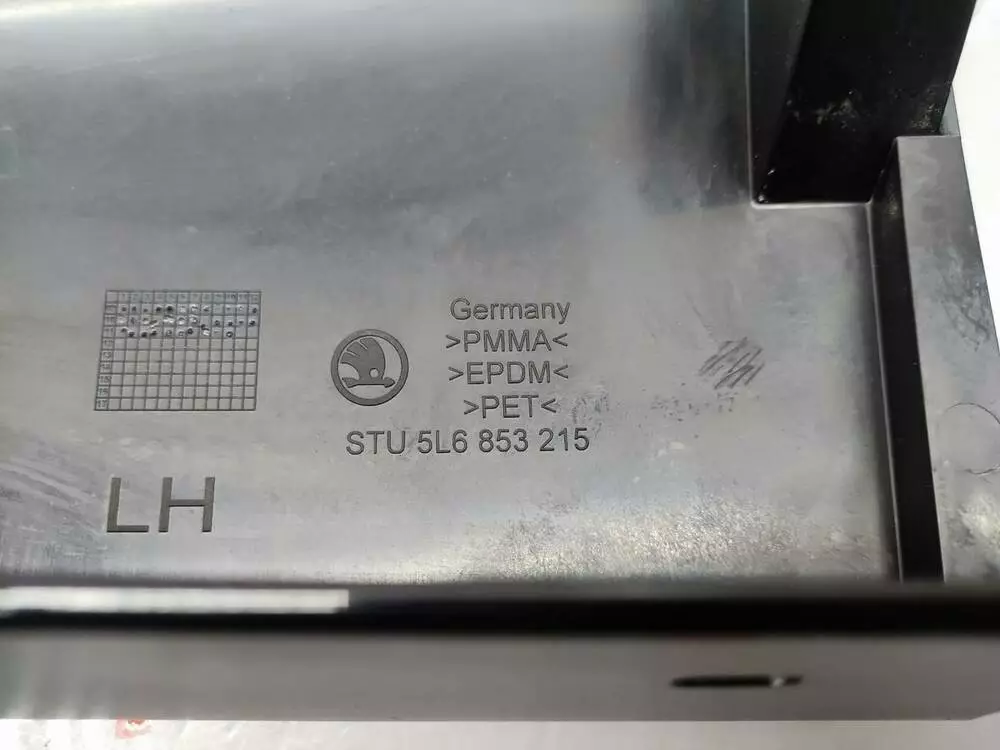 Germany
>PMMA<
>EPDM<
>PET<
STU 5L6 853 215
LH